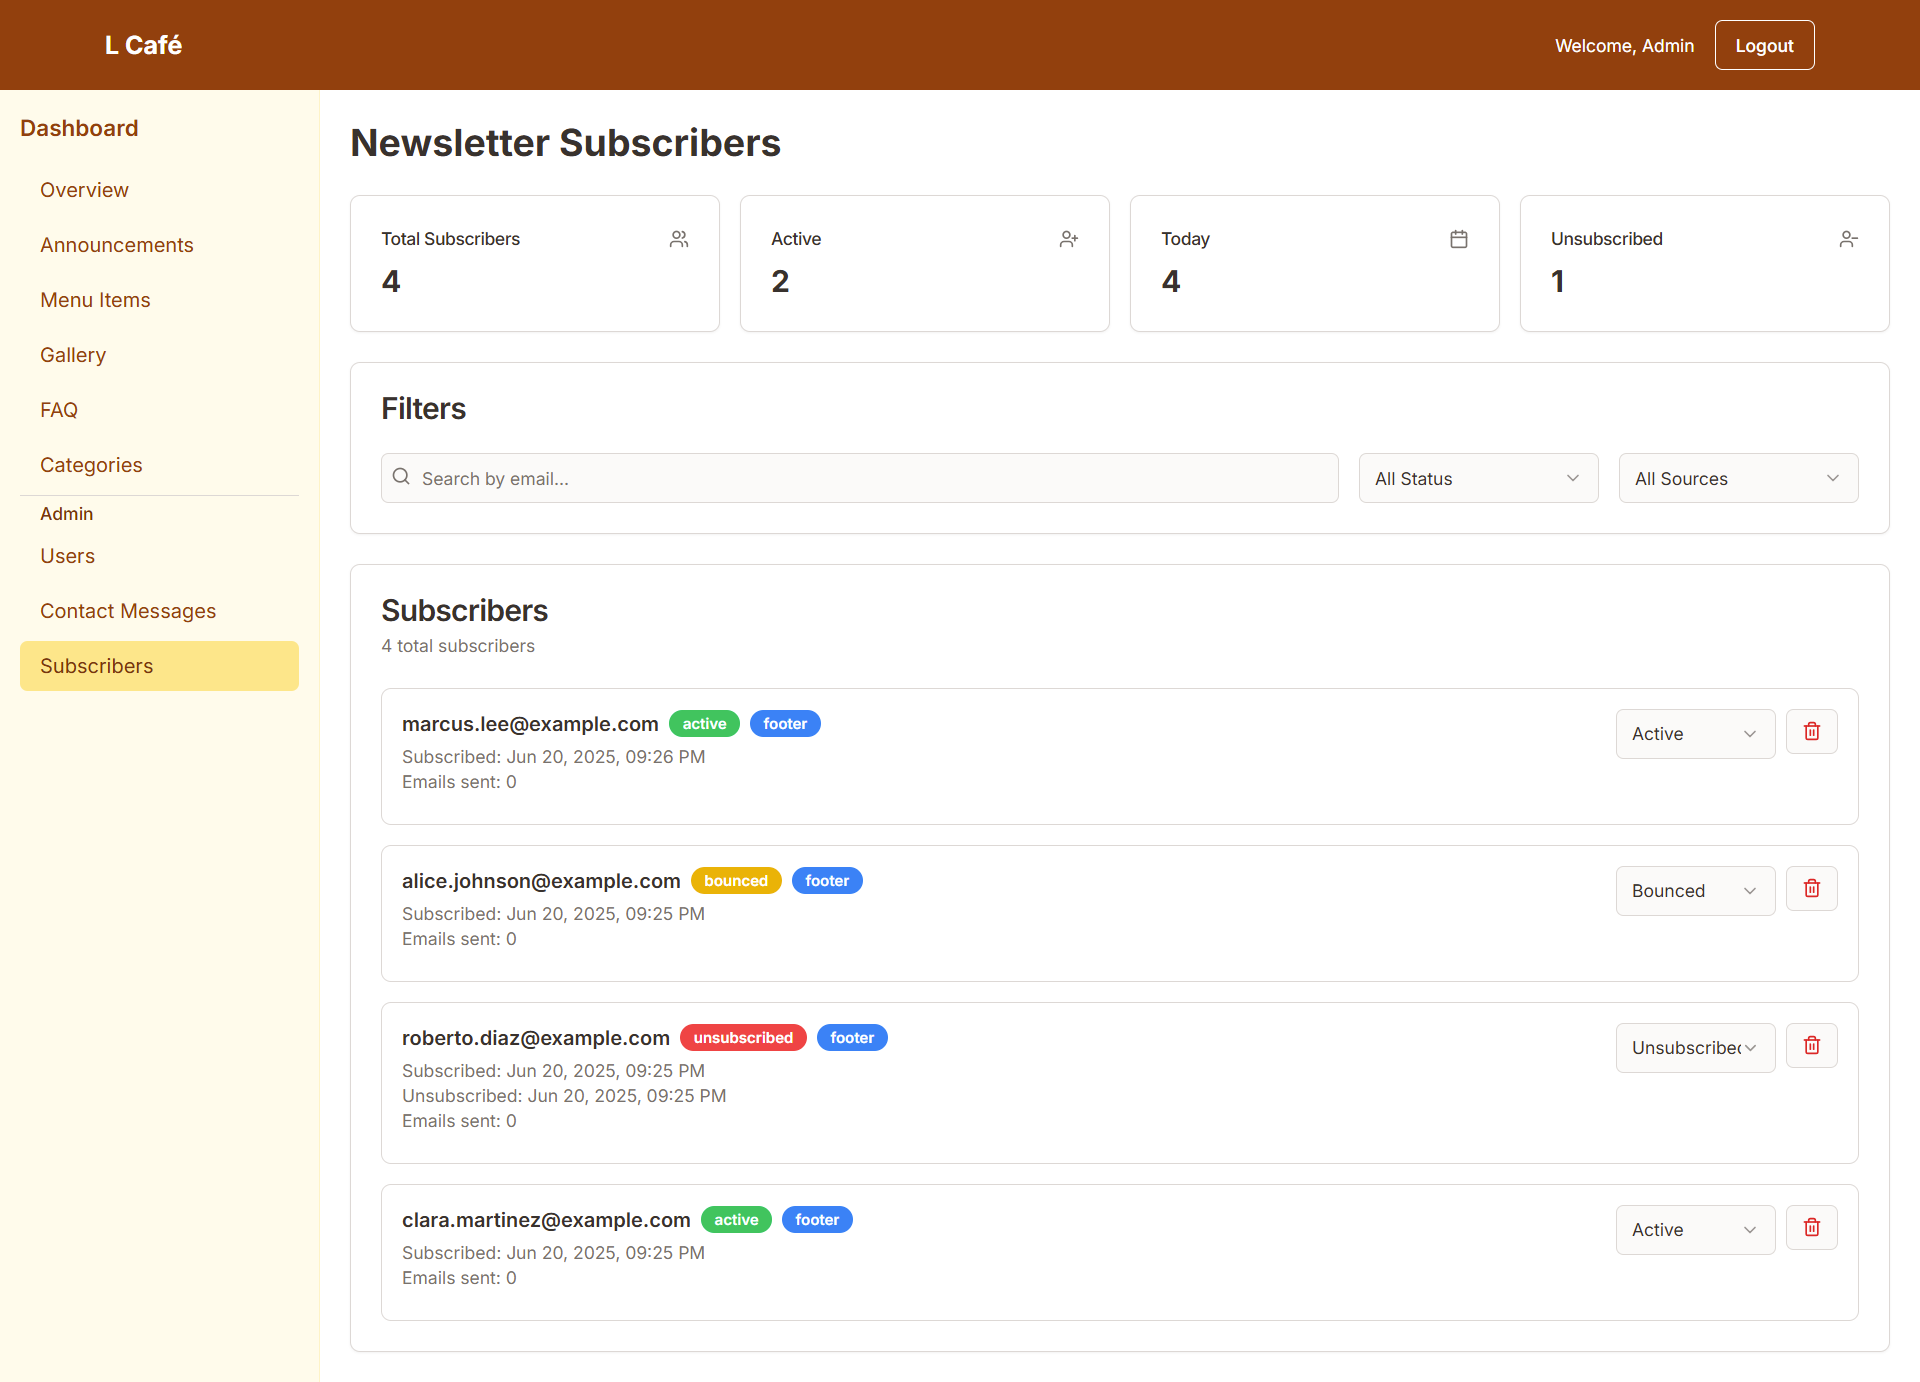 L Café
Welcome, Admin
Logout
Dashboard
Overview
Announcements
Menu Items
Gallery
FAQ
Categories
Admin
Users
Contact Messages
Subscribers
Newsletter Subscribers
Total Subscribers
4
Active
2
Today
4
Unsubscribed
1
Filters
Search by email...
All Status
All Sources
Subscribers
4 total subscribers
marcus.lee@example.com active footer
Subscribed: Jun 20, 2025, 09:26 PM
Emails sent: 0
Active
alice.johnson@example.com bounced footer
Subscribed: Jun 20, 2025, 09:25 PM
Emails sent: 0
Bounced
roberto.diaz@example.com unsubscribed footer
Subscribed: Jun 20, 2025, 09:25 PM
Unsubscribed: Jun 20, 2025, 09:25 PM
Emails sent: 0
Unsubscribed
clara.martinez@example.com active footer
Subscribed: Jun 20, 2025, 09:25 PM
Emails sent: 0
Active